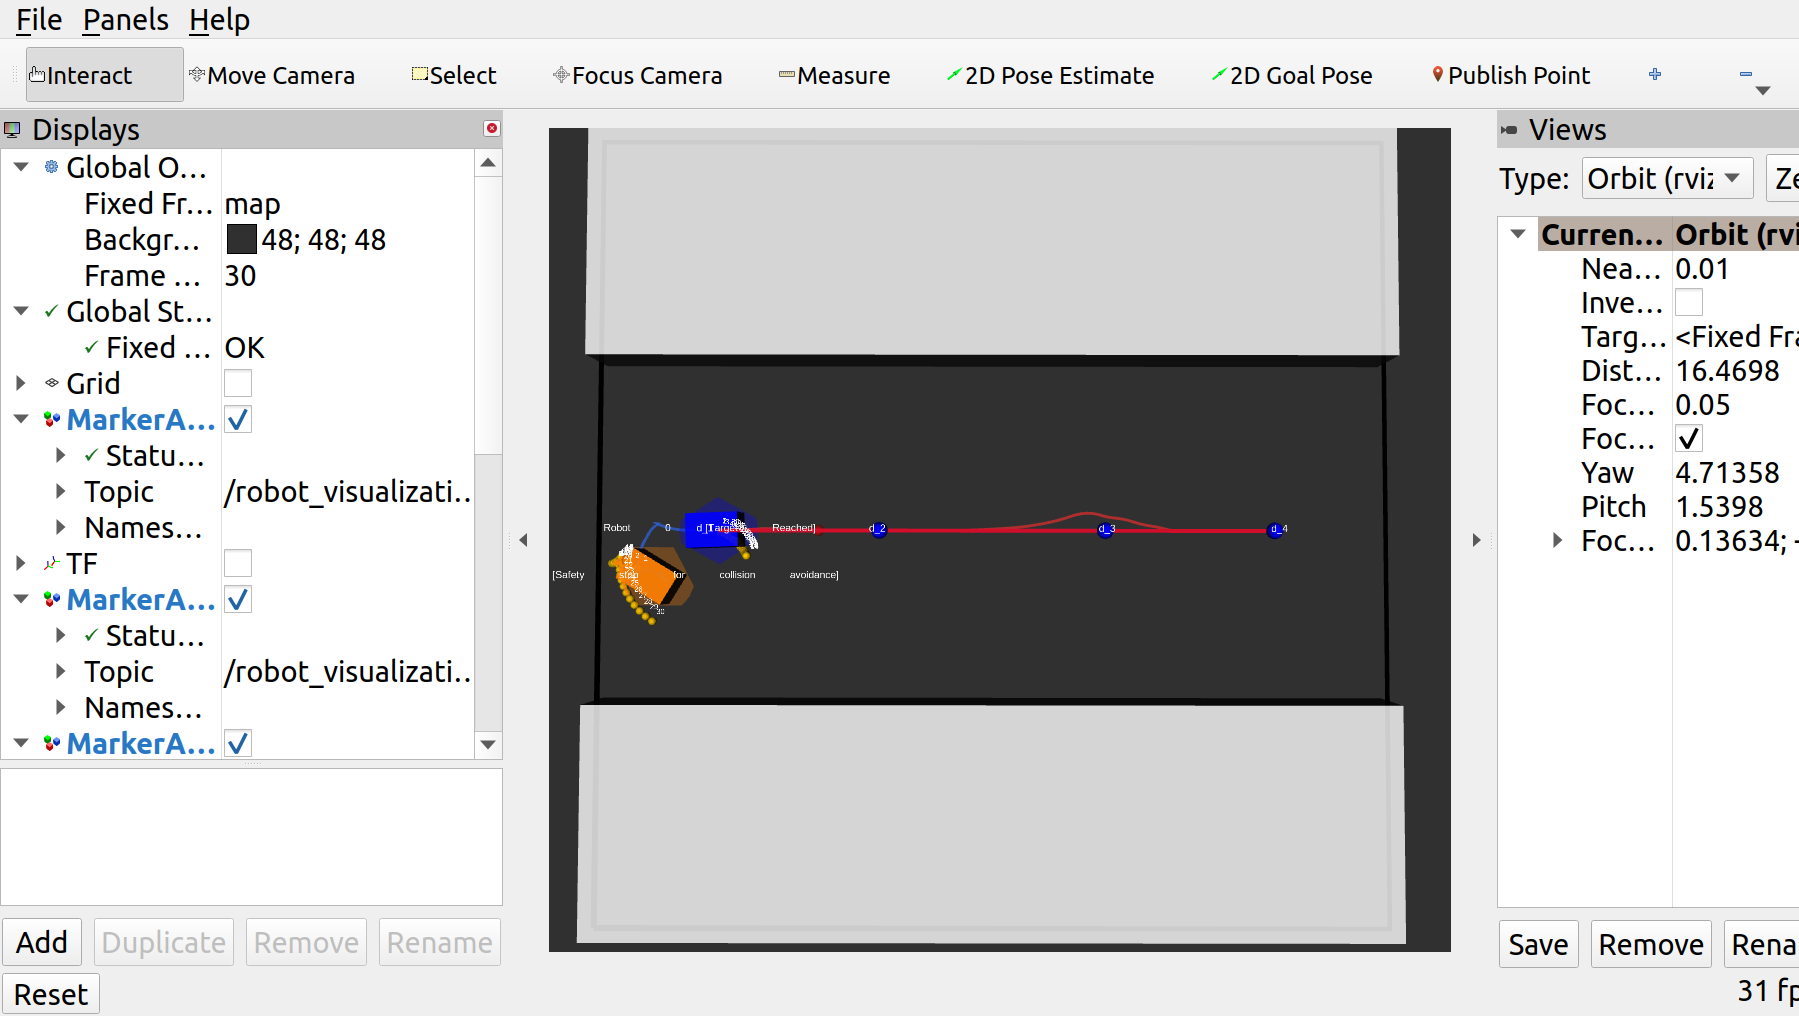 File Panels Help
Interact Move Camera Select Focus Camera Measure 2D Pose Estimate 2D Goal Pose Publish Point
Displays
Global O...
Fixed Fr... map
Backgr... 48; 48; 48
Frame ... 30
Global St...
Fixed ... OK
Grid
MarkerA...
Statu...
Topic /robot_visualizati...
Names...
TF
MarkerA...
Statu...
Topic /robot_visualizati...
Names...
MarkerA...
Add Duplicate Remove Rename
Reset
Robot 0 [Target Reached]
d_2
d_3
d_4
[Safety stop for collision avoidance]
Views
Type: Orbit (rviz Ze
Curren... Orbit (rvi
Nea... 0.01
Inve...
Targ... <Fixed Fra
Dist... 16.4698
Foc... 0.05
Foc...
Yaw 4.71358
Pitch 1.5398
Foc... 0.13634; -
Save Remove Rena
31 fp